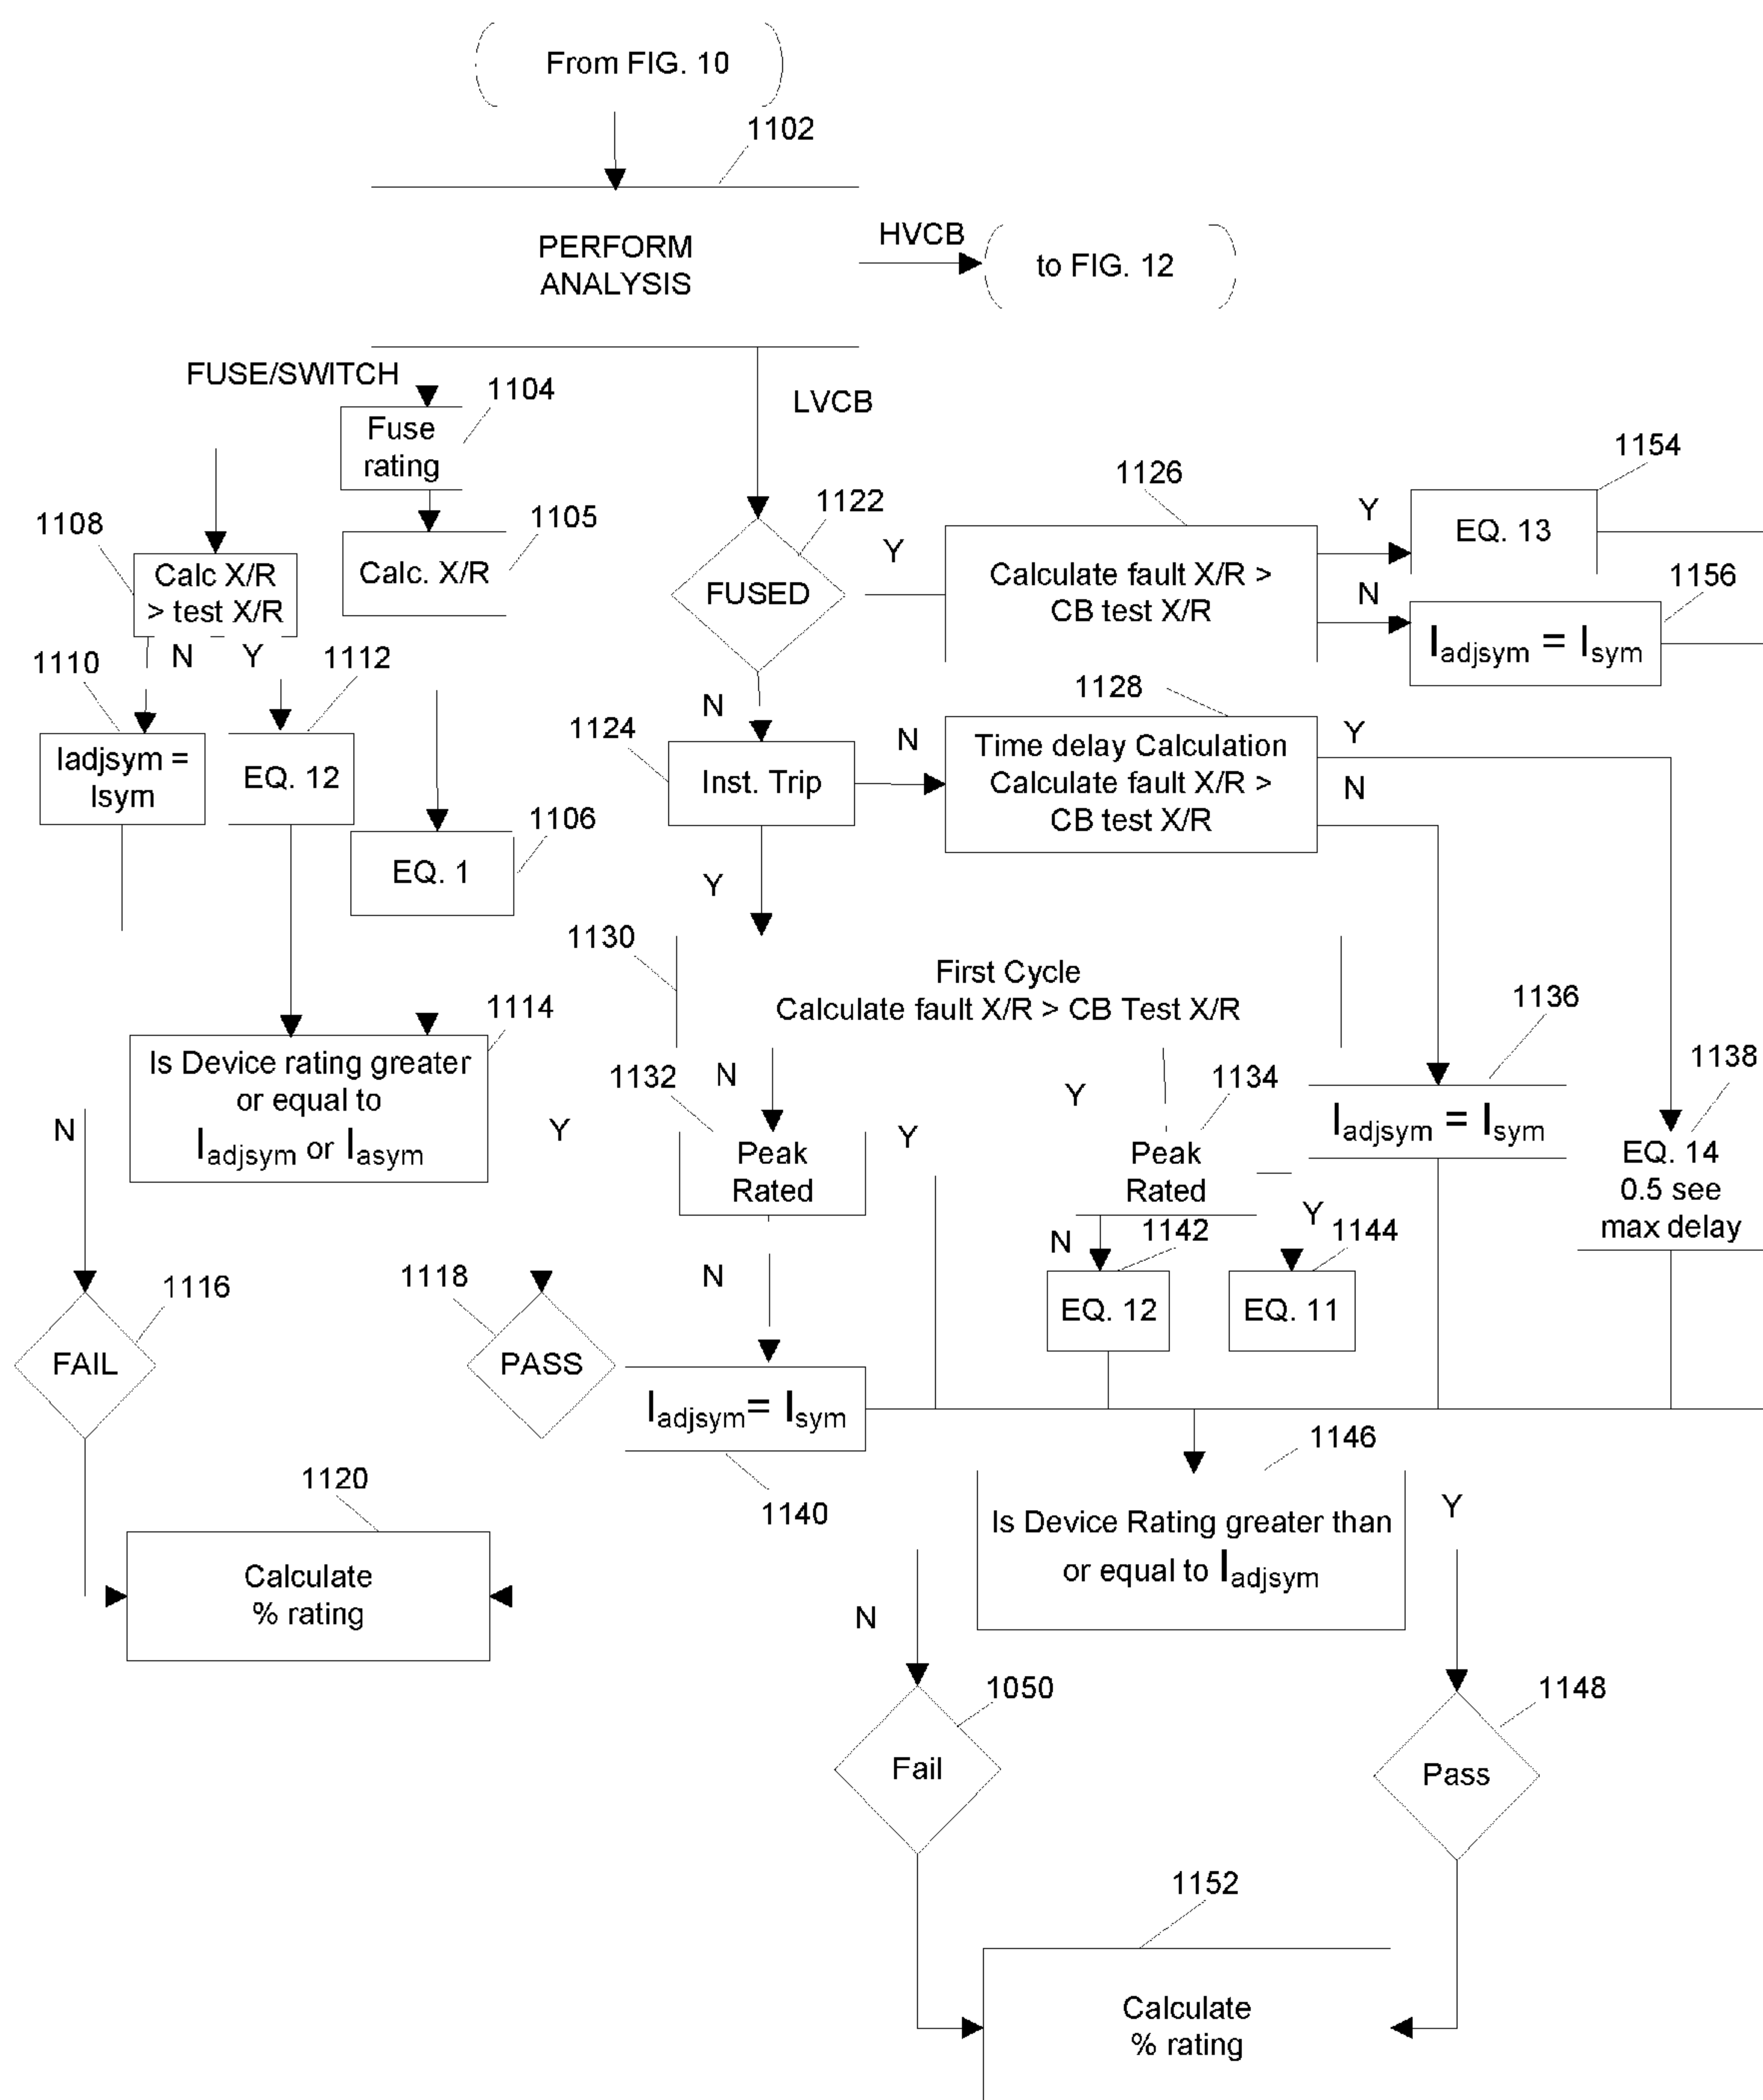 From FIG. 10
1102
PERFORM
ANALYSIS
HVCB
to FIG. 12
FUSE/SWITCH
1104
Fuse
rating
LVCB
1108
Calc X/R
> test X/R
1105
Calc. X/R
1122
FUSED
Y
1126
Calculate fault X/R >
CB test X/R
Y
1154
EQ. 13
N
1156
Iadjsym = Isym
N
Y
1110
Iadjsym =
Isym
1112
EQ. 12
1106
EQ. 1
N
1124
Inst. Trip
N
1128
Time delay Calculation
Calculate fault X/R >
CB test X/R
Y
N
Y
1130
First Cycle
Calculate fault X/R > CB Test X/R
1114
Is Device rating greater
or equal to
Iadjsym or Iasym
N
Y
1132
N
Peak
Rated
Y
Y
1134
Peak
Rated
1136
Iadjsym = Isym
1138
EQ. 14
0.5 see
max delay
N
1142
EQ. 12
Y
1144
EQ. 11
1116
FAIL
1118
PASS
N
Iadjsym= Isym
1140
1120
Calculate
% rating
1146
Is Device Rating greater than
or equal to Iadjsym
Y
N
1050
Fail
1148
Pass
1152
Calculate
% rating